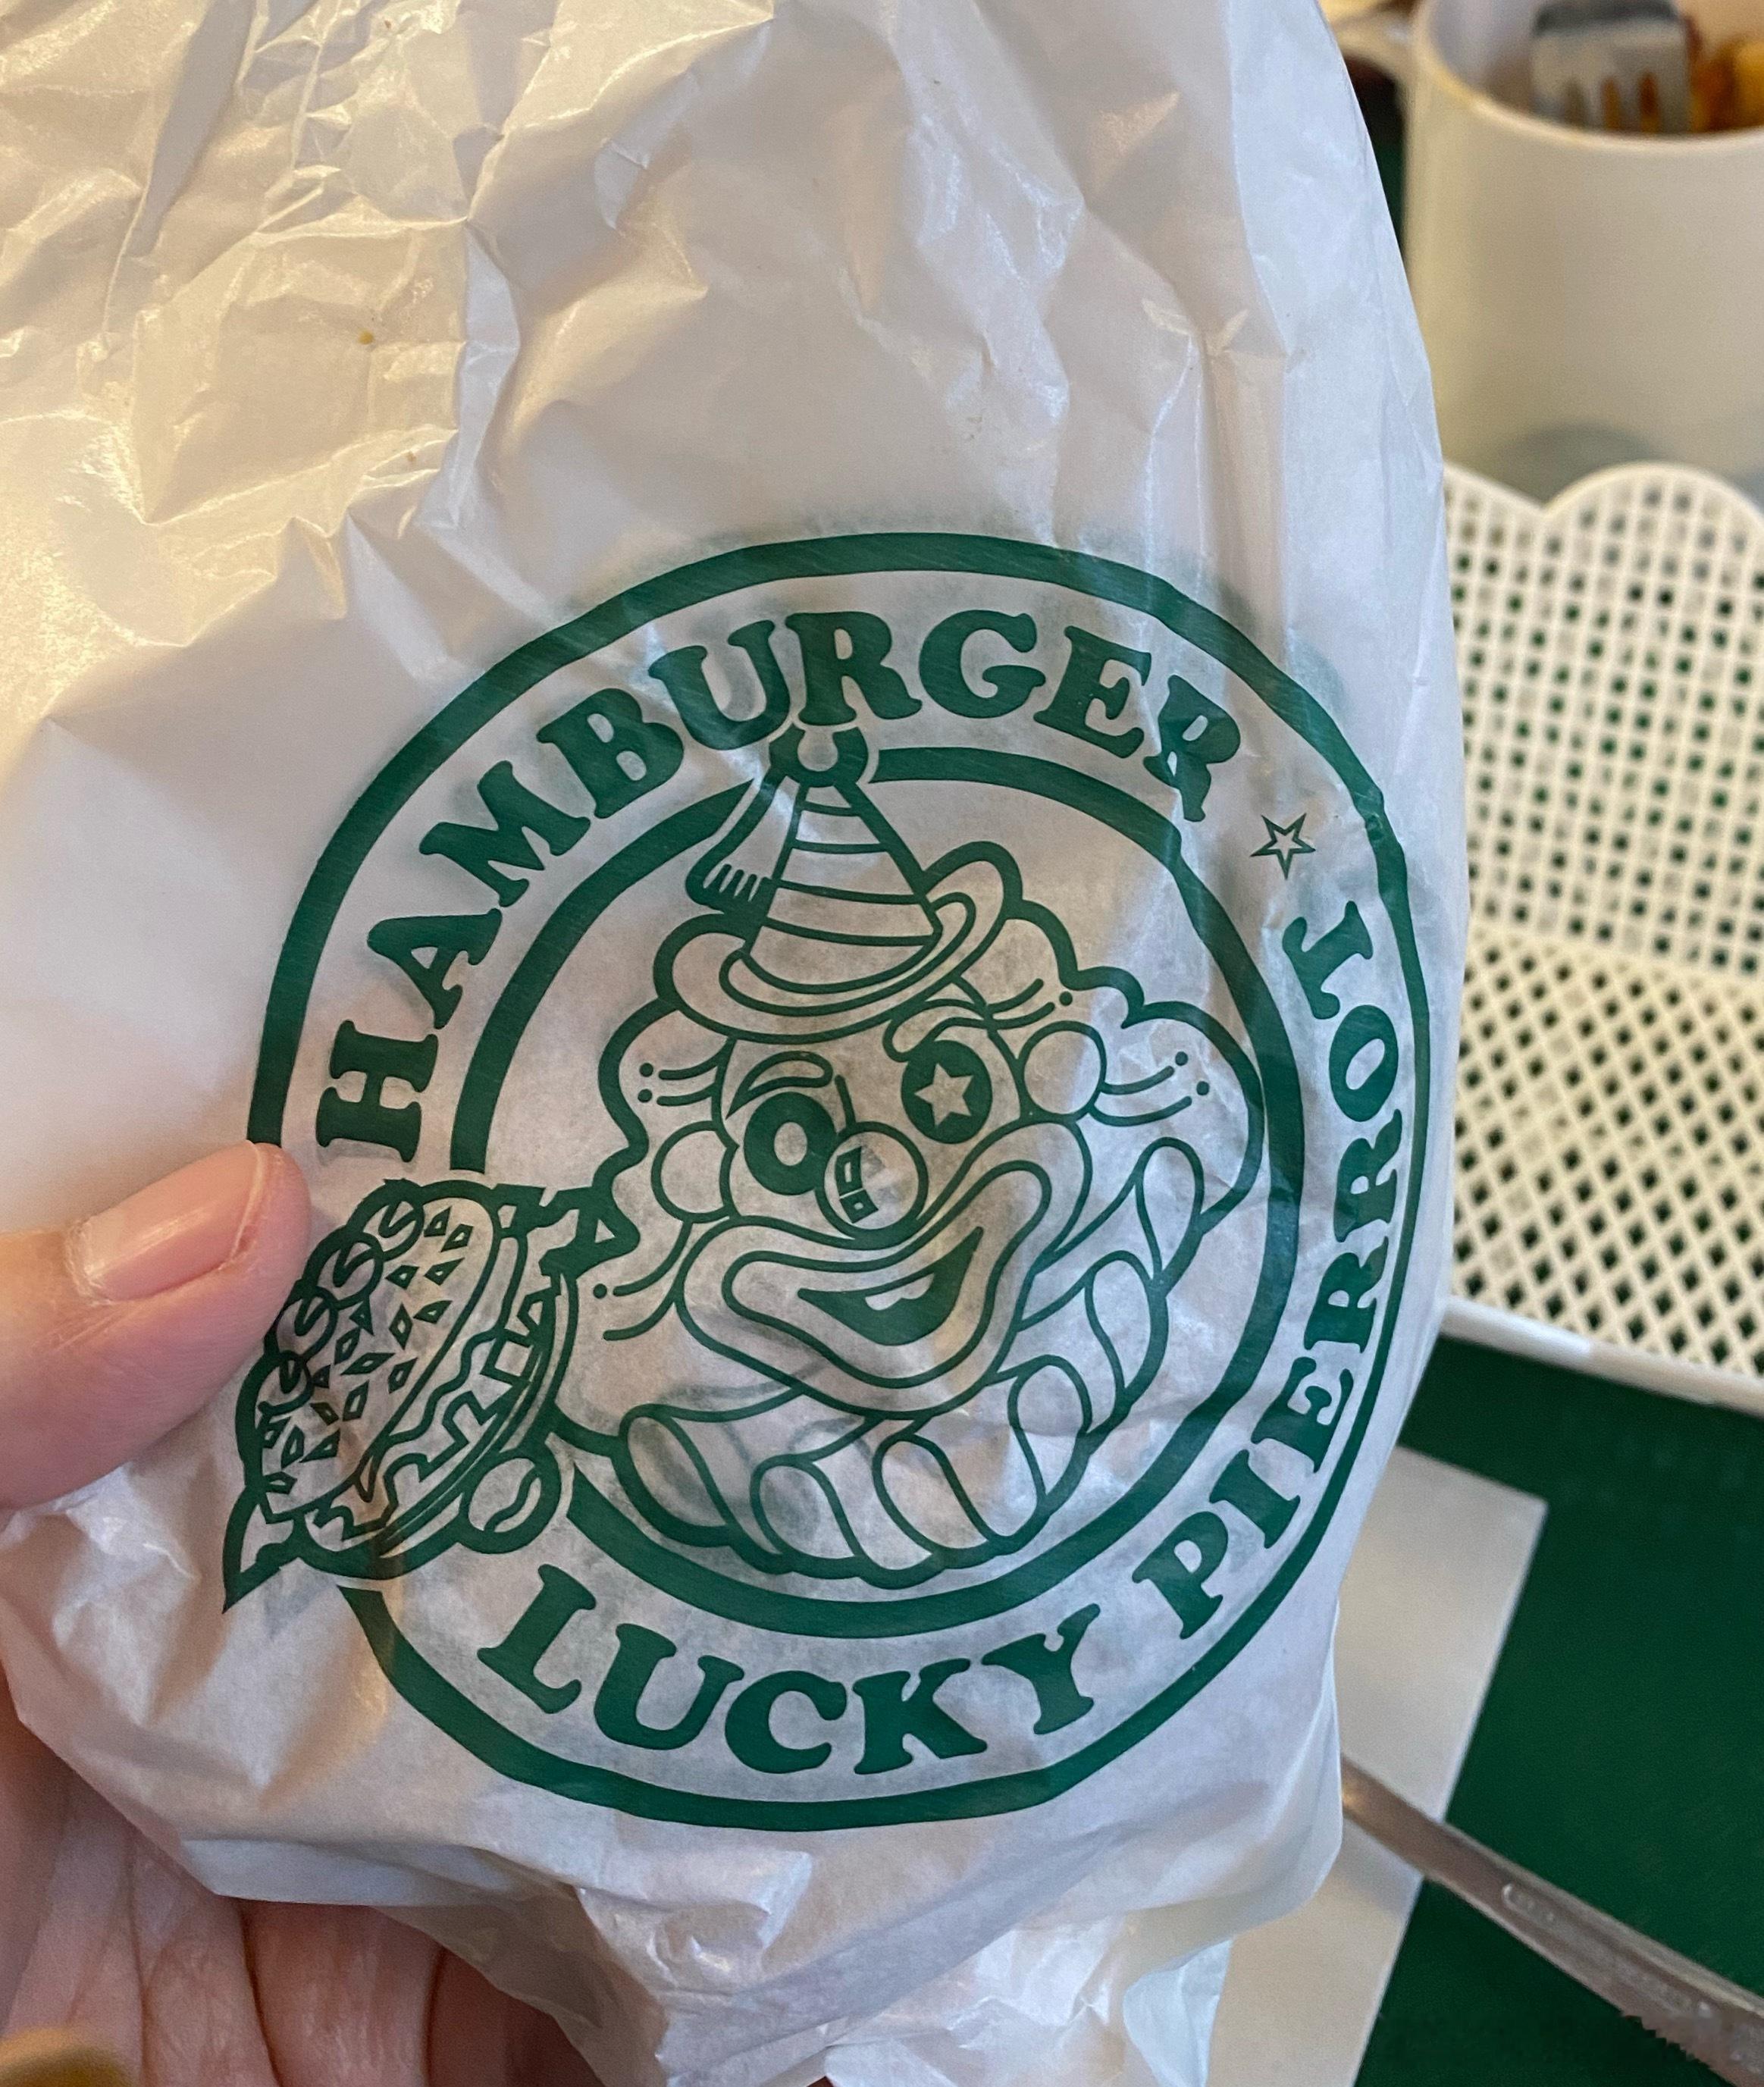 HAMBURGER ☆
LUCKY PIERROT